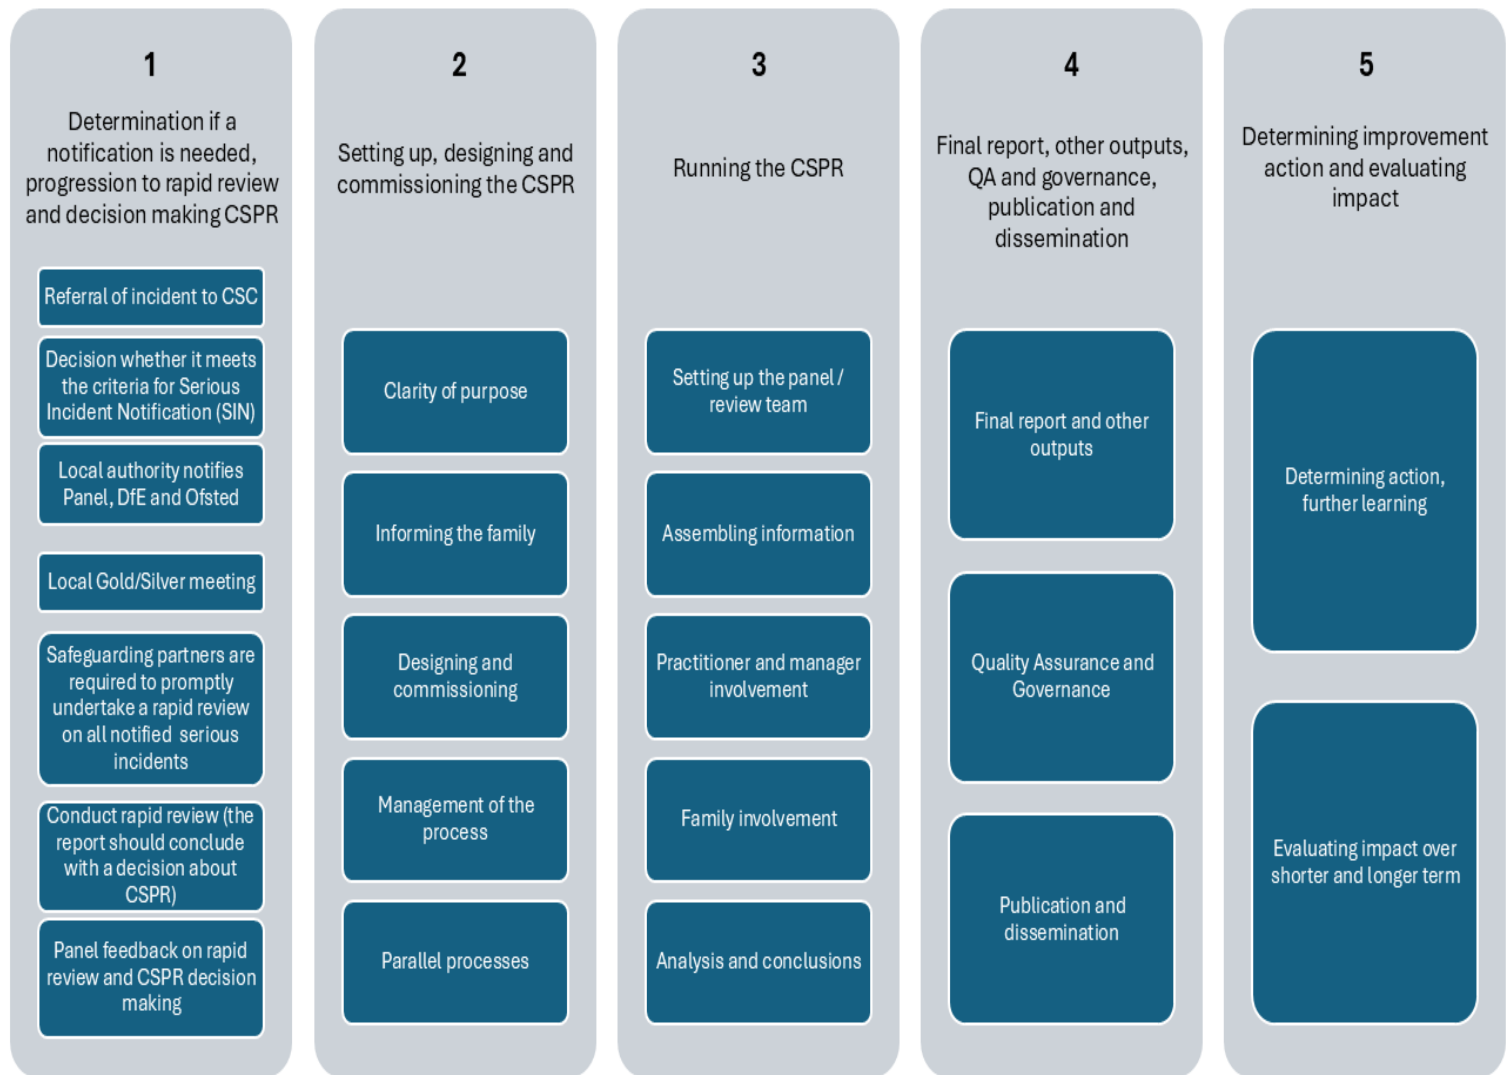 1
Determination if a
notification is needed,
progression to rapid review
and decision making CSPR
Referral of incident to CSC
Decision whether it meets
the criteria for Serious
Incident Notification (SIN)
Local authority notifies
Panel, DfE and Ofsted
Local Gold/Silver meeting
Safeguarding partners are
required to promptly
undertake a rapid review
on all notified serious
incidents
Conduct rapid review (the
report should conclude
with a decision about
CSPR)
Panel feedback on rapid
review and CSPR decision
making
2
Setting up, designing and
commissioning the CSPR
Clarity of purpose
Informing the family
Designing and
commissioning
Management of the
process
Parallel processes
3
Running the CSPR
Setting up the panel /
review team
Assembling information
Practitioner and manager
involvement
Family involvement
Analysis and conclusions
4
Final report, other outputs,
QA and governance,
publication and
dissemination
Final report and other
outputs
Quality Assurance and
Governance
Publication and
dissemination
5
Determining improvement
action and evaluating
impact
Determining action,
further learning
Evaluating impact over
shorter and longer term